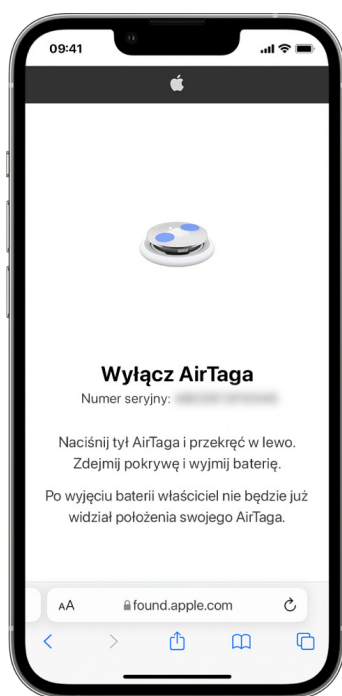 09:41
Wyłącz AirTaga
Numer seryjny:
Naciśnij tył AirTaga i przekręć w lewo.
Zdejmij pokrywę i wyjmij baterię.
Po wyjęciu baterii właściciel nie będzie już
widział położenia swojego AirTaga.
AA
found.apple.com